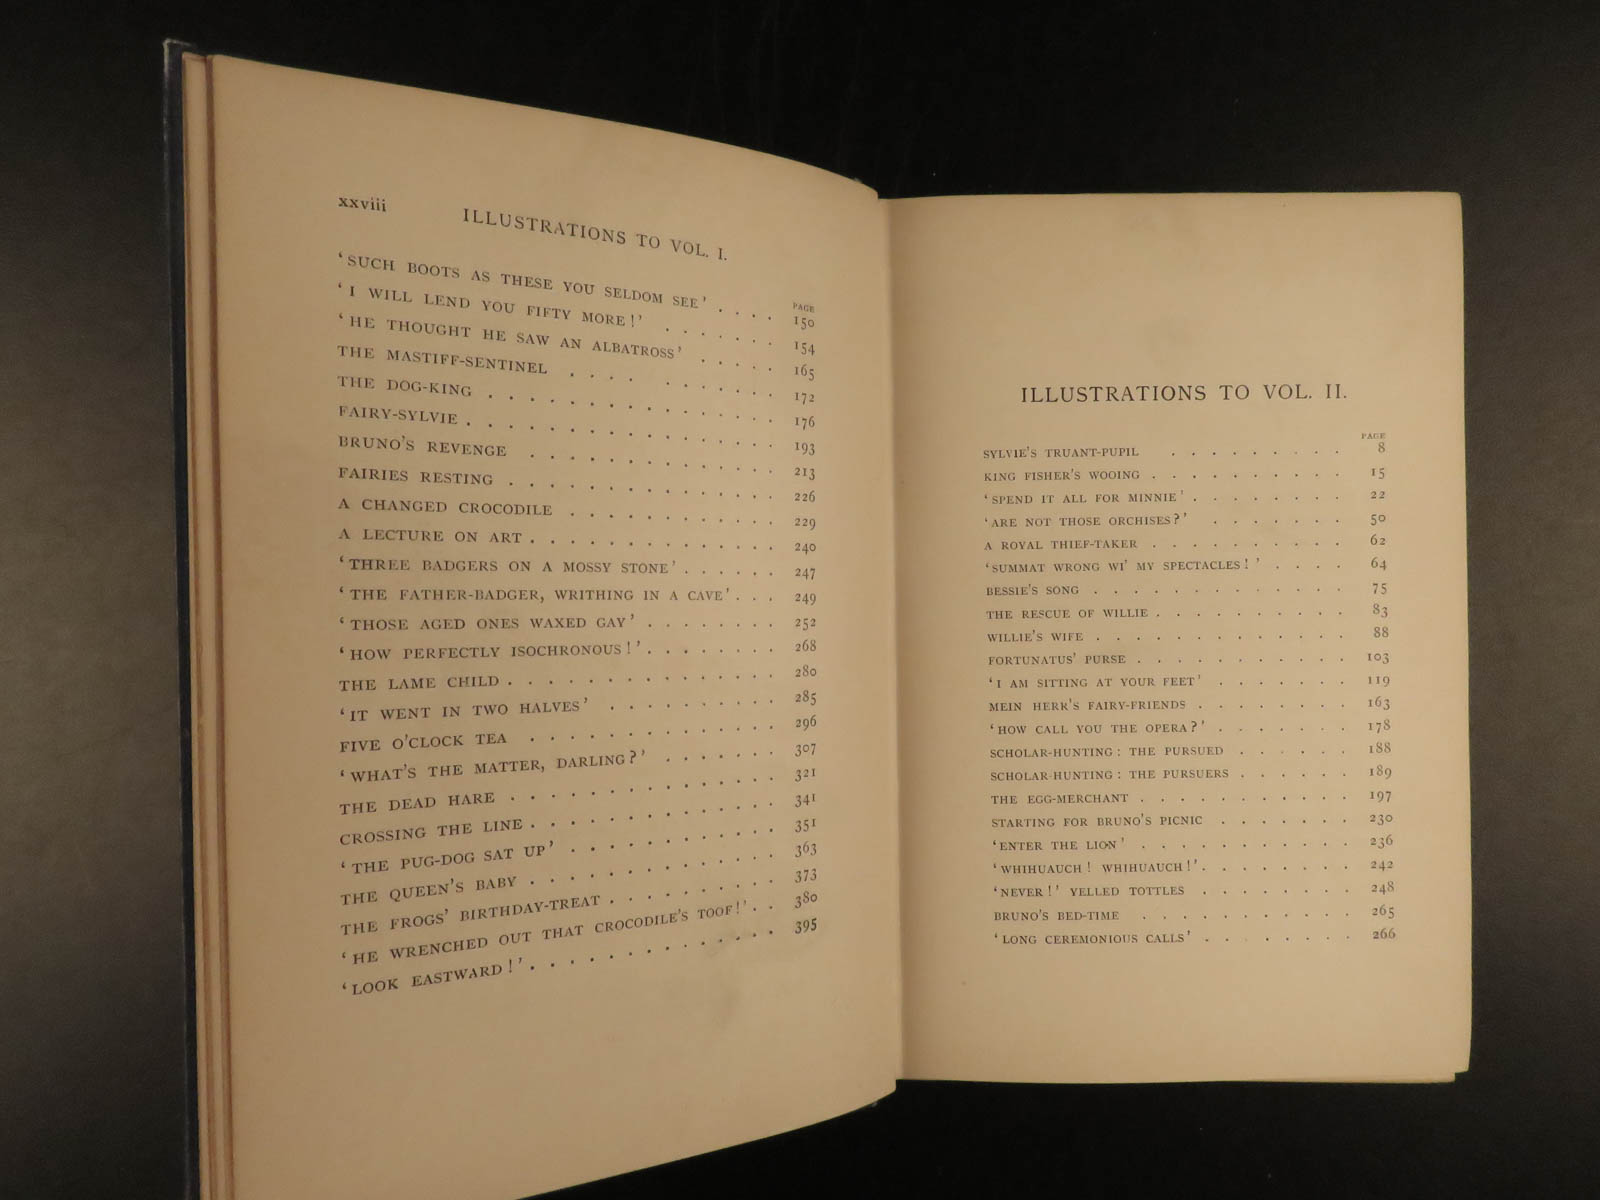 xxviii ILLUSTRATIONS TO VOL. I.
PAGE
'SUCH BOOTS AS THESE YOU SELDOM SEE' . . . . 150
'I WILL LEND YOU FIFTY MORE!' . . . . . . 154
'HE THOUGHT HE SAW AN ALBATROSS' . . . . 165
THE MASTIFF-SENTINEL . . . . . . . . . . 172
THE DOG-KING . . . . . . . . . . . . . 176
FAIRY-SYLVIE . . . . . . . . . . . . . . 193
BRUNO'S REVENGE . . . . . . . . . . . . 213
FAIRIES RESTING . . . . . . . . . . . . . 226
A CHANGED CROCODILE . . . . . . . . . . 229
A LECTURE ON ART . . . . . . . . . . . . 240
'THREE BADGERS ON A MOSSY STONE' . . . . . . 247
'THE FATHER-BADGER, WRITHING IN A CAVE' . . . 249
'THOSE AGED ONES WAXED GAY' . . . . . . . . 252
'HOW PERFECTLY ISOCHRONOUS!' . . . . . . . . 268
THE LAME CHILD . . . . . . . . . . . . . 280
'IT WENT IN TWO HALVES' . . . . . . . . . 285
FIVE O'CLOCK TEA . . . . . . . . . . . . 296
'WHAT'S THE MATTER, DARLING?' . . . . . . 307
THE DEAD HARE . . . . . . . . . . . . . 321
CROSSING THE LINE . . . . . . . . . . . . 341
'THE PUG-DOG SAT UP' . . . . . . . . . . 351
THE QUEEN'S BABY . . . . . . . . . . . . 363
THE FROGS' BIRTHDAY-TREAT . . . . . . . . 373
'HE WRENCHED OUT THAT CROCODILE'S TOOF!' . . 380
'LOOK EASTWARD!' . . . . . . . . . . . . . 395
ILLUSTRATIONS TO VOL. II.
PAGE
SYLVIE'S TRUANT-PUPIL . . . . . . . . . 8
KING FISHER'S WOOING . . . . . . . . . . 15
'SPEND IT ALL FOR MINNIE' . . . . . . . . 22
'ARE NOT THOSE ORCHISES?' . . . . . . . 50
A ROYAL THIEF-TAKER . . . . . . . . . . 62
'SUMMAT WRONG WI' MY SPECTACLES!' . . . . 64
BESSIE'S SONG . . . . . . . . . . . . . 75
THE RESCUE OF WILLIE . . . . . . . . . . 83
WILLIE'S WIFE . . . . . . . . . . . . . 88
FORTUNATUS' PURSE . . . . . . . . . . . 103
'I AM SITTING AT YOUR FEET' . . . . . . . 119
MEIN HERR'S FAIRY-FRIENDS . . . . . . . . 163
'HOW CALL YOU THE OPERA?' . . . . . . . 178
SCHOLAR-HUNTING: THE PURSUED . . . . . . 188
SCHOLAR-HUNTING: THE PURSUERS . . . . . . 189
THE EGG-MERCHANT . . . . . . . . . . . 197
STARTING FOR BRUNO'S PICNIC . . . . . . . 230
'ENTER THE LION' . . . . . . . . . . . 236
'WHIHUAUCH! WHIHUAUCH!' . . . . . . . . 242
'NEVER!' YELLED TOTTLES . . . . . . . . 248
BRUNO'S BED-TIME . . . . . . . . . . . 265
'LONG CEREMONIOUS CALLS' . . . . . . . . 266